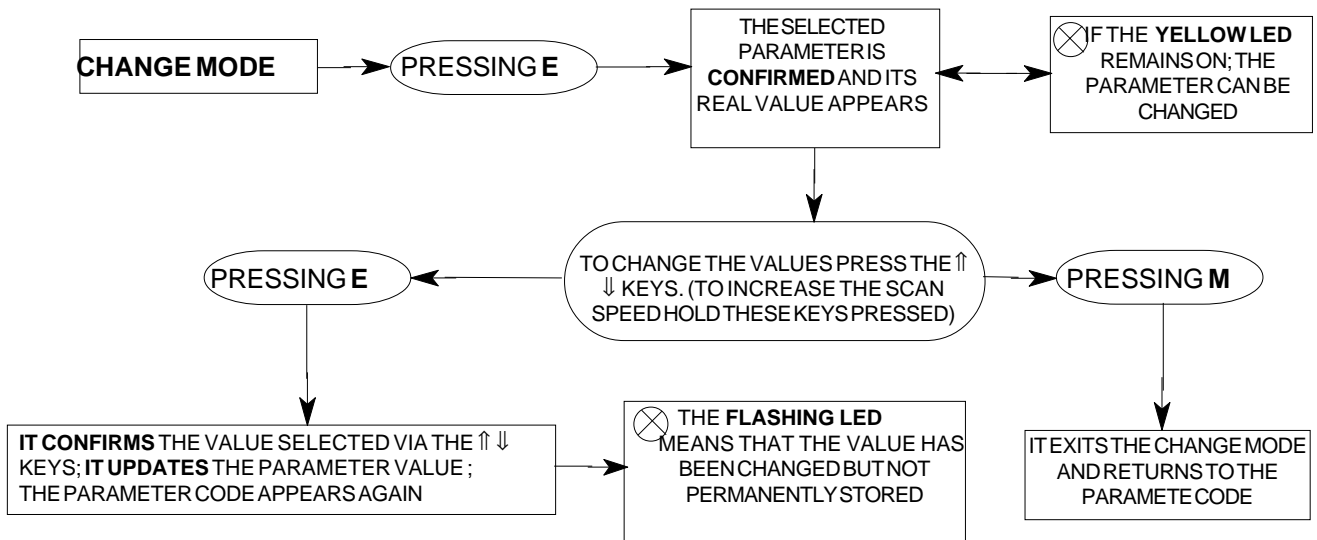 CHANGE MODE
PRESSING E
THE SELECTED
PARAMETER IS
CONFIRMED AND ITS
REAL VALUE APPEARS
IF THE YELLOW LED
REMAINS ON; THE
PARAMETER CAN BE
CHANGED
PRESSING E
TO CHANGE THE VALUES PRESS THE ⇑
⇓ KEYS. (TO INCREASE THE SCAN
SPEED HOLD THESE KEYS PRESSED)
PRESSING M
IT CONFIRMS THE VALUE SELECTED VIA THE ⇑ ⇓
KEYS; IT UPDATES THE PARAMETER VALUE ;
THE PARAMETER CODE APPEARS AGAIN
THE FLASHING LED
MEANS THAT THE VALUE HAS
BEEN CHANGED BUT NOT
PERMANENTLY STORED
IT EXITS THE CHANGE MODE
AND RETURNS TO THE
PARAMETE CODE